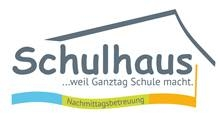 Schulhaus
...weil Ganztag Schule macht.
Nachmittagsbetreuung